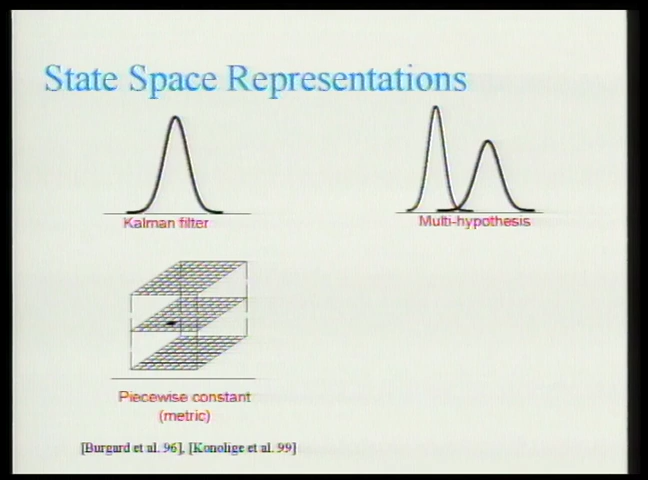 State Space Representations
Kalman filter
Multi-hypothesis
Piecewise constant
(metric)
[Burgard et al. 96], [Konolige et al. 99]